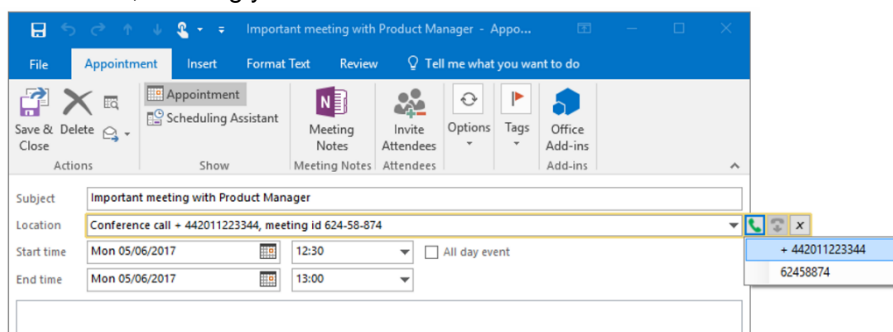 Important meeting with Product Manager - Appo...
File Appointment Insert Format Text Review Tell me what you want to do
Save & Close
Delete
Appointment
Scheduling Assistant
Meeting Notes
Invite Attendees
Options
Tags
Office Add-ins
Actions Show Meeting Notes Attendees Add-ins
Subject Important meeting with Product Manager
Location Conference call + 442011223344, meeting id 624-58-874
x
+ 442011223344
62458874
Start time Mon 05/06/2017 12:30 All day event
End time Mon 05/06/2017 13:00